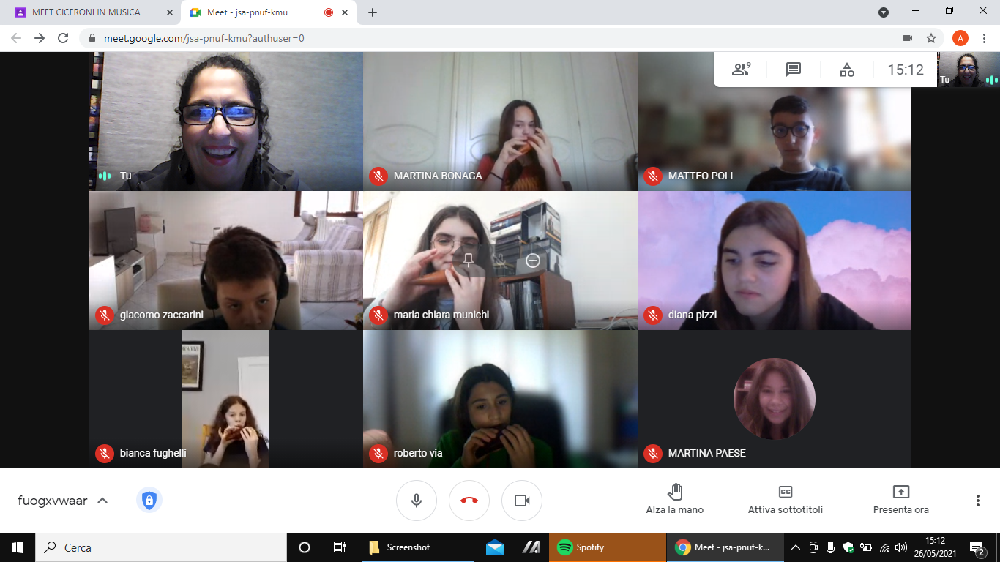 MEET CICERONI IN MUSICA
Meet - jsa-pnuf-kmu
meet.google.com/jsa-pnuf-kmu?authuser=0
A
9
15:12
Tu
Tu
MARTINA BONAGA
MATTEO POLI
giacomo zaccarini
maria chiara munichi
diana pizzi
bianca fughelli
roberto via
MARTINA PAESE
fuogxvwaar
Alza la mano
CC
Attiva sottotitoli
Presenta ora
Cerca
Screenshot
Spotify
Meet - jsa-pnuf-k...
15:12
26/05/2021
2